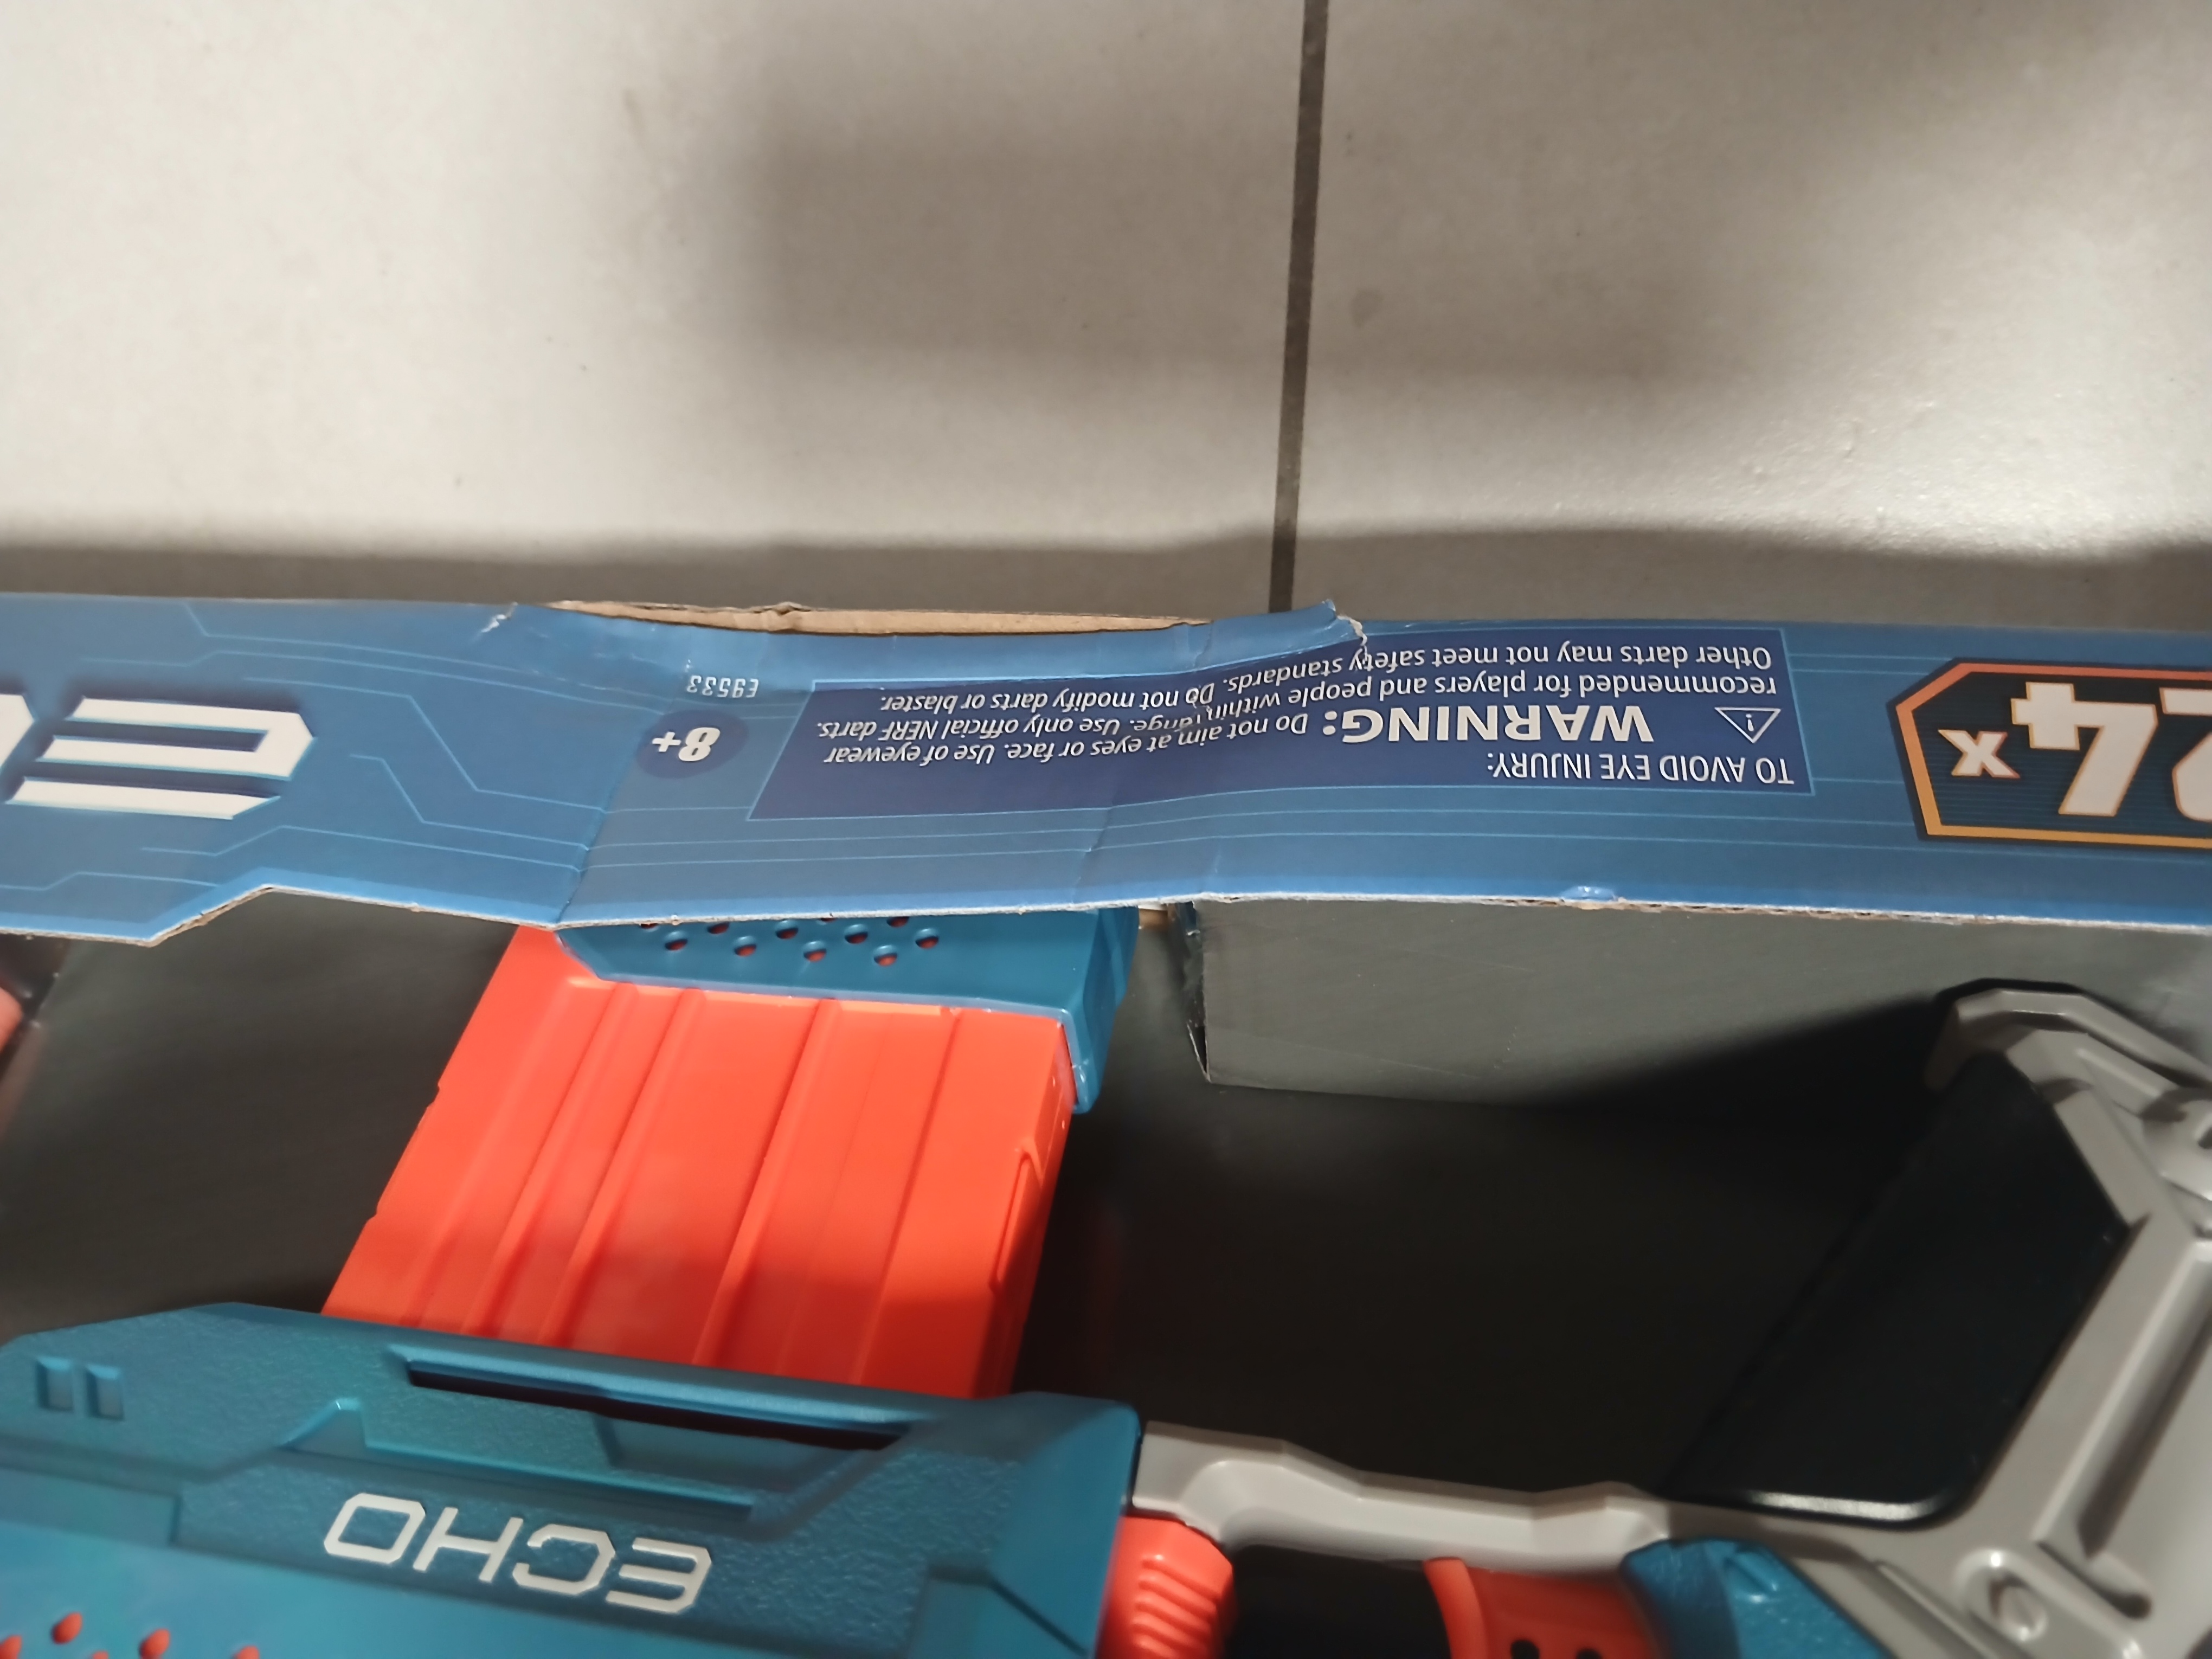 24x
TO AVOID EYE INJURY:
WARNING: Do not aim at eyes or face. Use of eyewear
recommended for players and people within range. Use only official NERF darts.
Other darts may not meet safety standards. Do not modify darts or blaster.
8+
E9533
ECHO